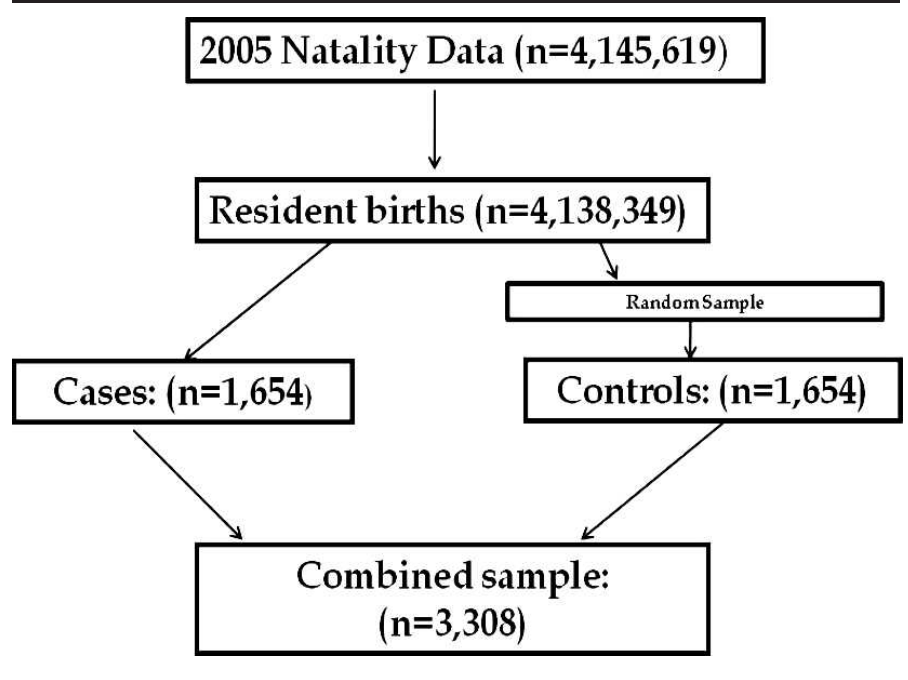 2005 Natality Data (n=4,145,619)
Resident births (n=4,138,349)
Random Sample
Cases: (n=1,654)
Controls: (n=1,654)
Combined sample:
(n=3,308)